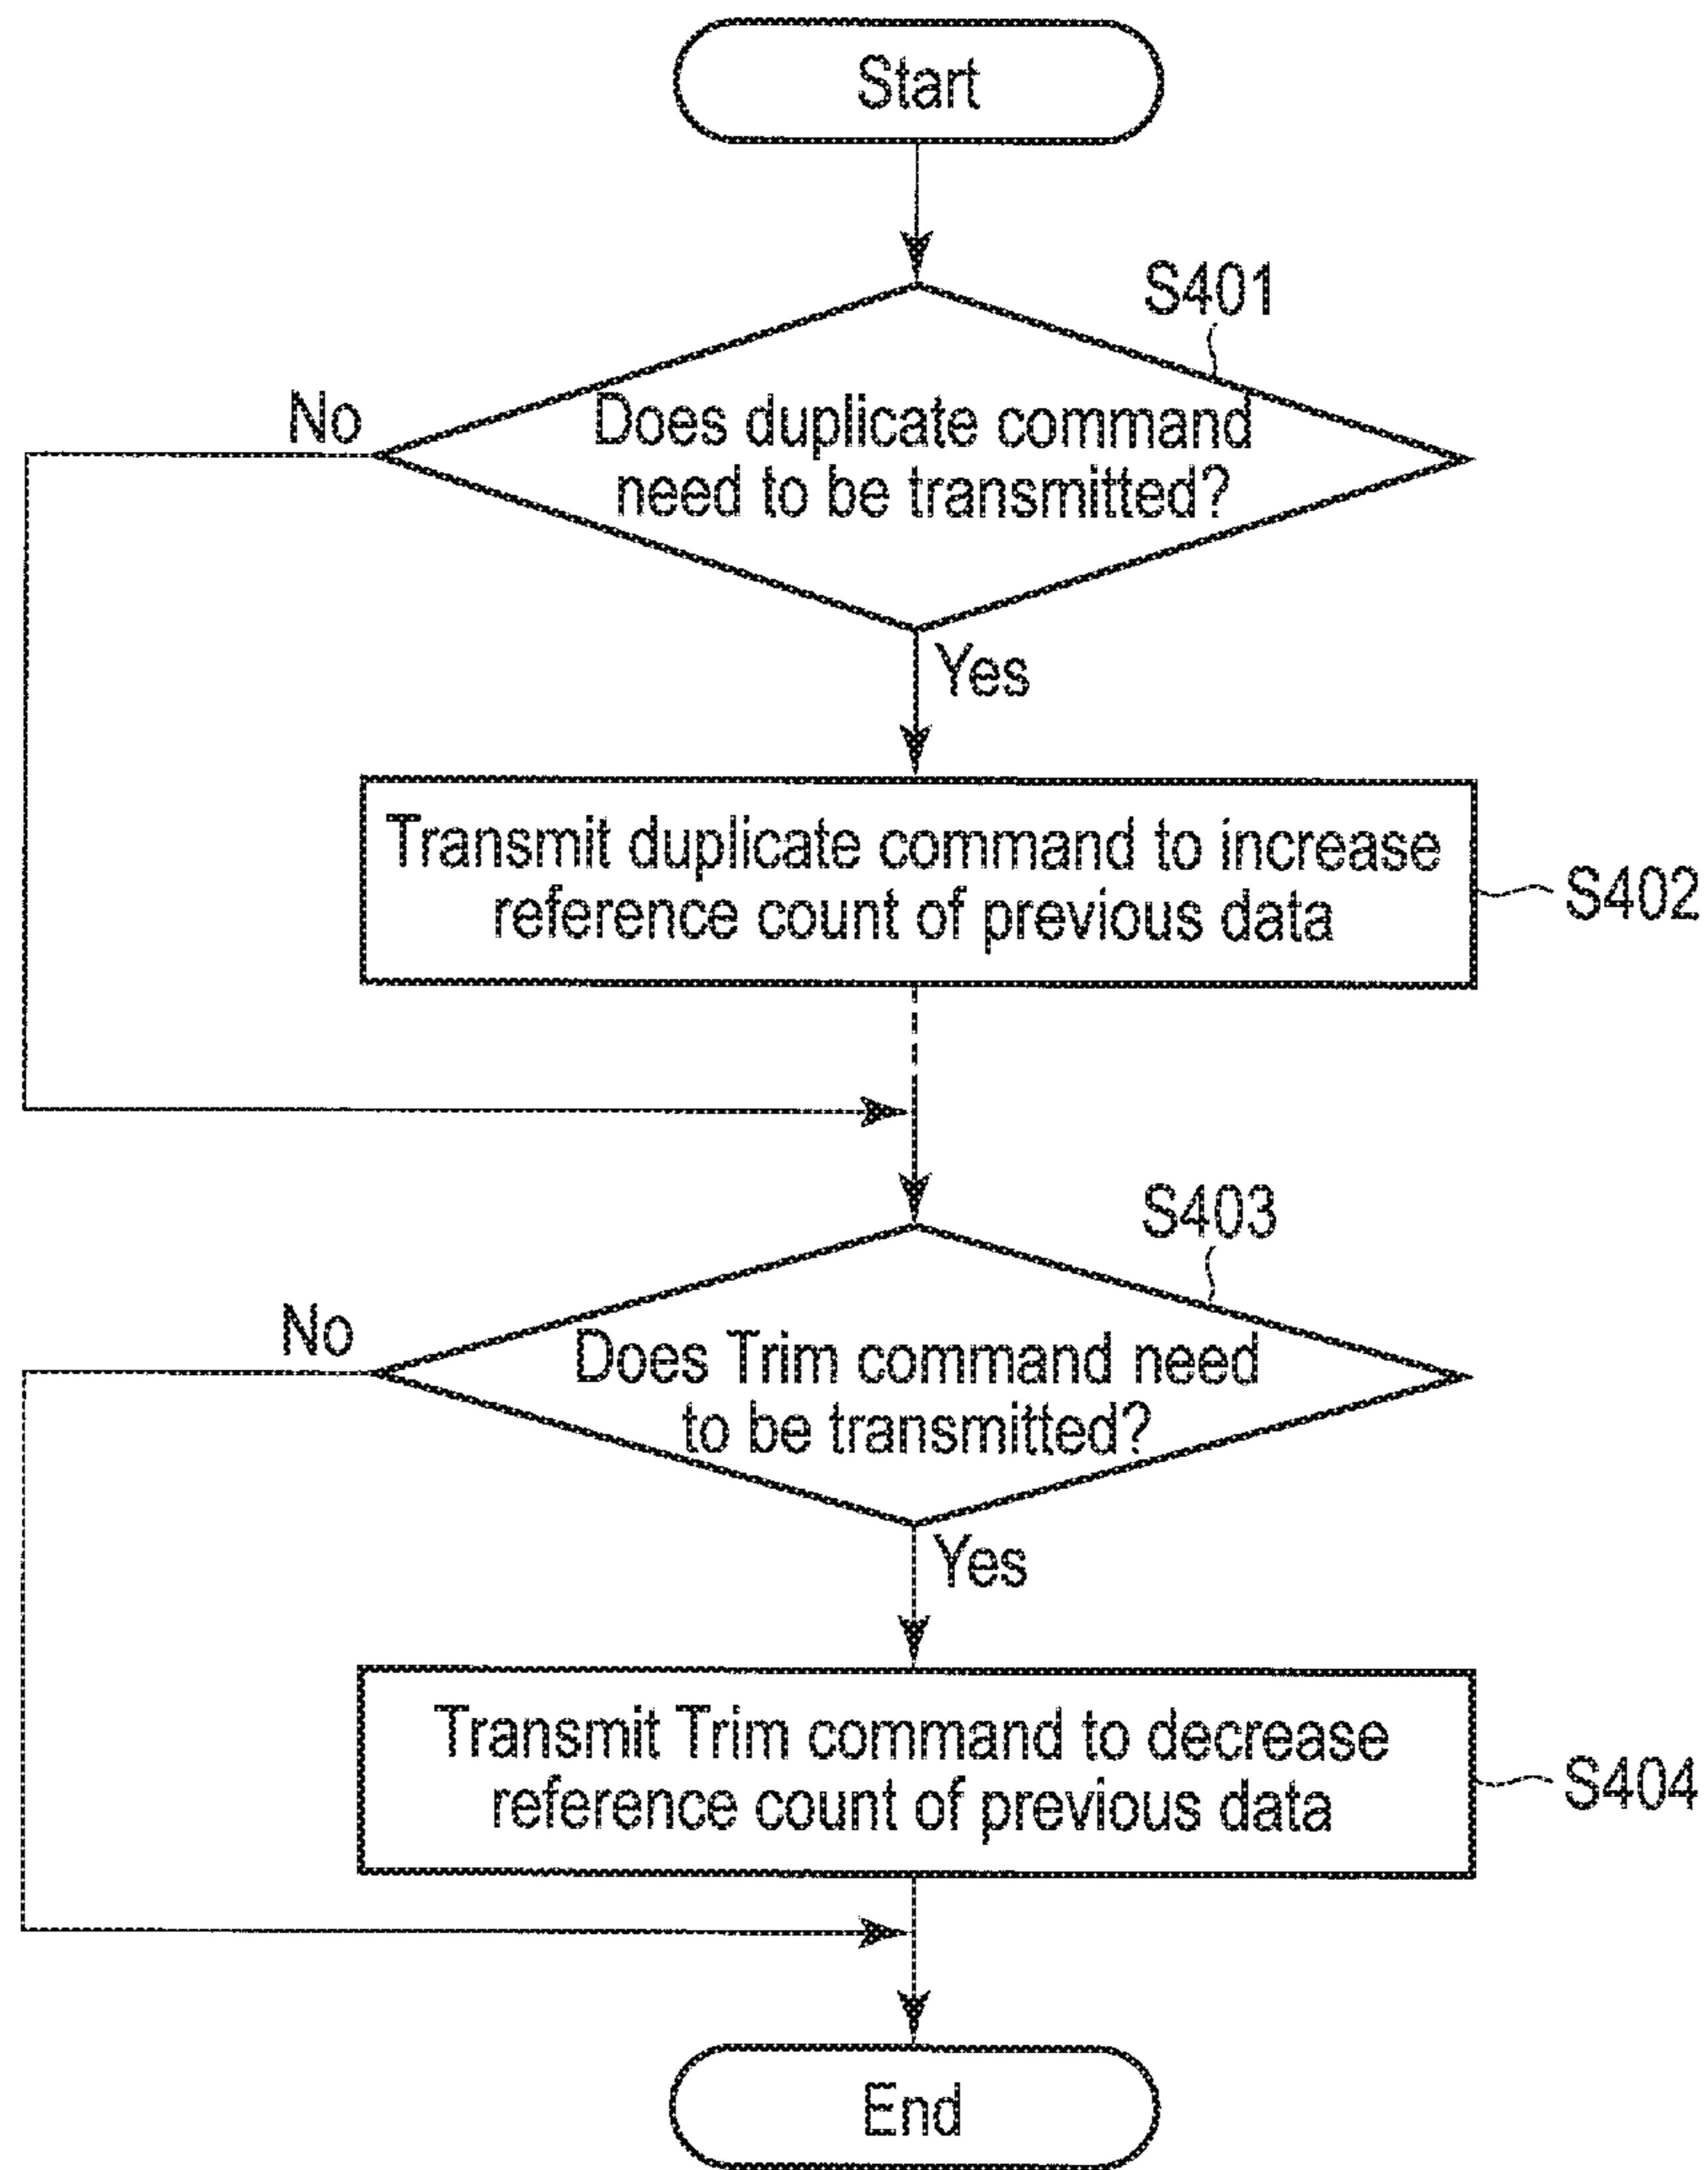 Start
S401
No
Does duplicate command
need to be transmitted?
Yes
Transmit duplicate command to increase
reference count of previous data
S402
S403
No
Does Trim command need
to be transmitted?
Yes
Transmit Trim command to decrease
reference count of previous data
S404
End